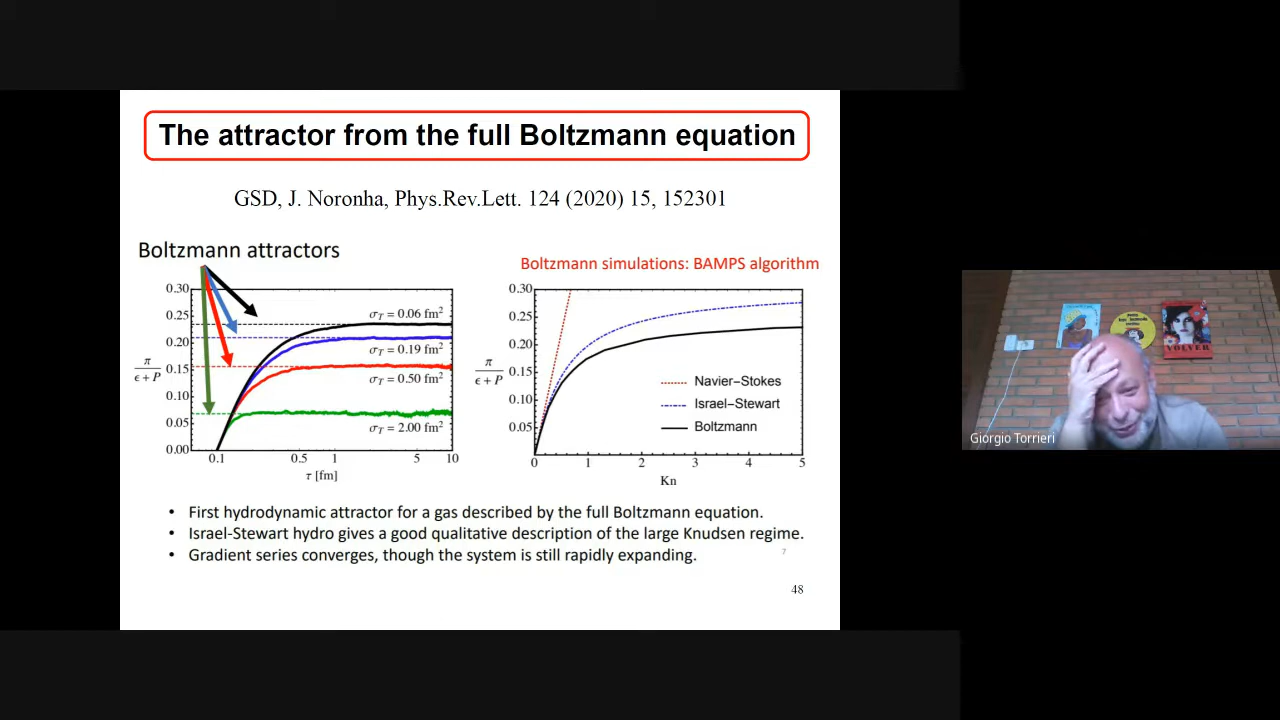 The attractor from the full Boltzmann equation
GSD, J. Noronha, Phys.Rev.Lett. 124 (2020) 15, 152301
Boltzmann attractors
0.30
0.25
0.20
0.15
0.10
0.05
0.00
π
ϵ + P
σT = 0.06 fm²
σT = 0.19 fm²
σT = 0.50 fm²
σT = 2.00 fm²
0.1 0.5 1 5 10
τ [fm]
Boltzmann simulations: BAMPS algorithm
0.30
0.25
0.20
0.15
0.10
0.05
π
ϵ + P
Navier−Stokes
Israel−Stewart
Boltzmann
0 1 2 3 4 5
Kn
• First hydrodynamic attractor for a gas described by the full Boltzmann equation.
• Israel-Stewart hydro gives a good qualitative description of the large Knudsen regime.
• Gradient series converges, though the system is still rapidly expanding.
7
48
VOLVER
Giorgio Torrieri